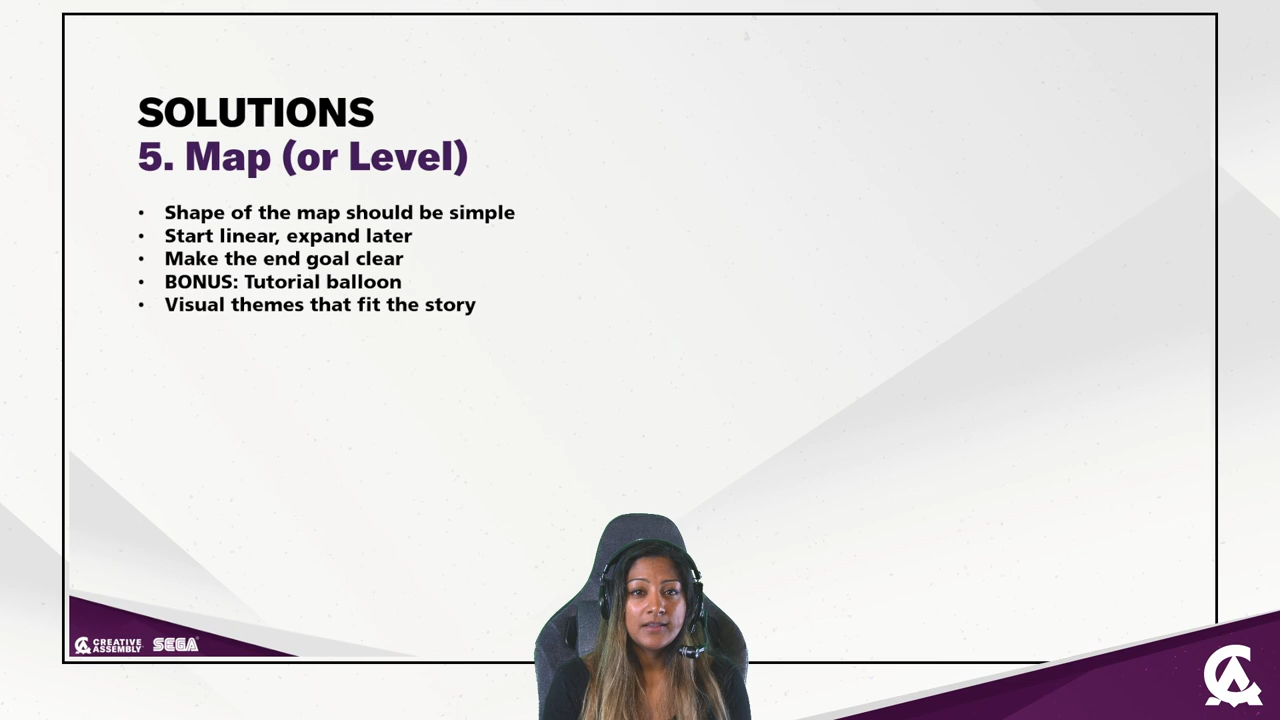 SOLUTIONS
5. Map (or Level)
• Shape of the map should be simple
• Start linear, expand later
• Make the end goal clear
• BONUS: Tutorial balloon
• Visual themes that fit the story
CREATIVE
ASSEMBLY
SEGA